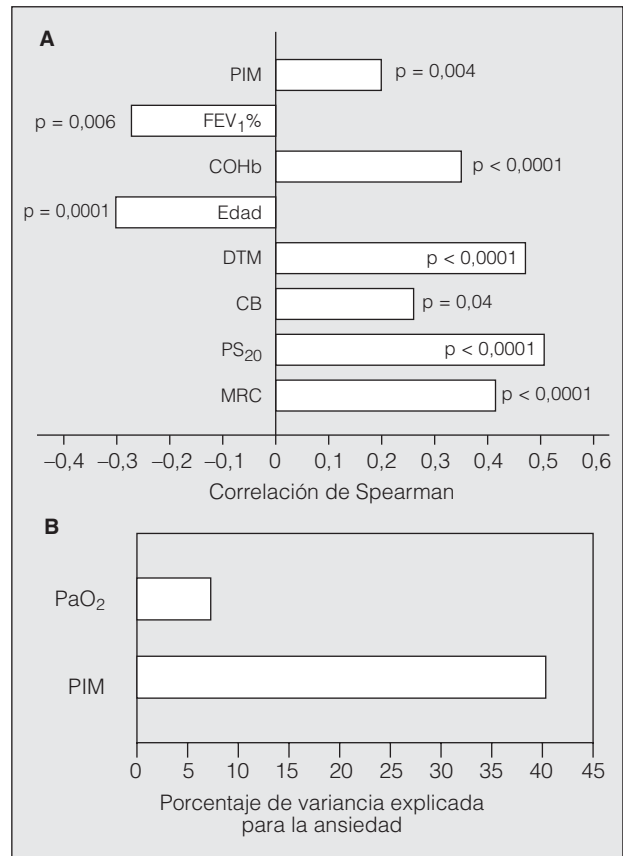 A
PIM
p = 0,004
p = 0,006
FEV1%
COHb
p < 0,0001
p = 0,0001
Edad
DTM
p < 0,0001
CB
p = 0,04
PS20
p < 0,0001
MRC
p < 0,0001
–0,4 –0,3 –0,2 –0,1 0 0,1 0,2 0,3 0,4 0,5 0,6
Correlación de Spearman
B
PaO2
PIM
0 5 10 15 20 25 30 35 40 45
Porcentaje de variancia explicada
para la ansiedad